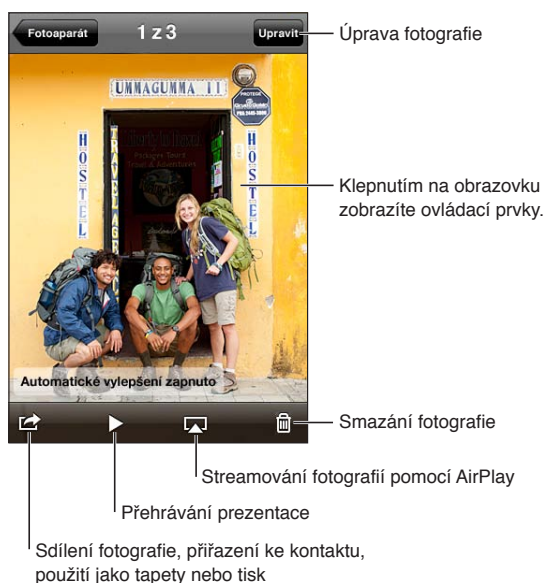 Fotoaparát
1 z 3
Upravit
Úprava fotografie
UMMAGUMMA II
PROTEGE
HOSTEL
HOSTEL
Klepnutím na obrazovku
zobrazíte ovládací prvky.
Automatické vylepšení zapnuto
Smazání fotografie
Streamování fotografií pomocí AirPlay
Přehrávání prezentace
Sdílení fotografie, přiřazení ke kontaktu,
použití jako tapety nebo tisk